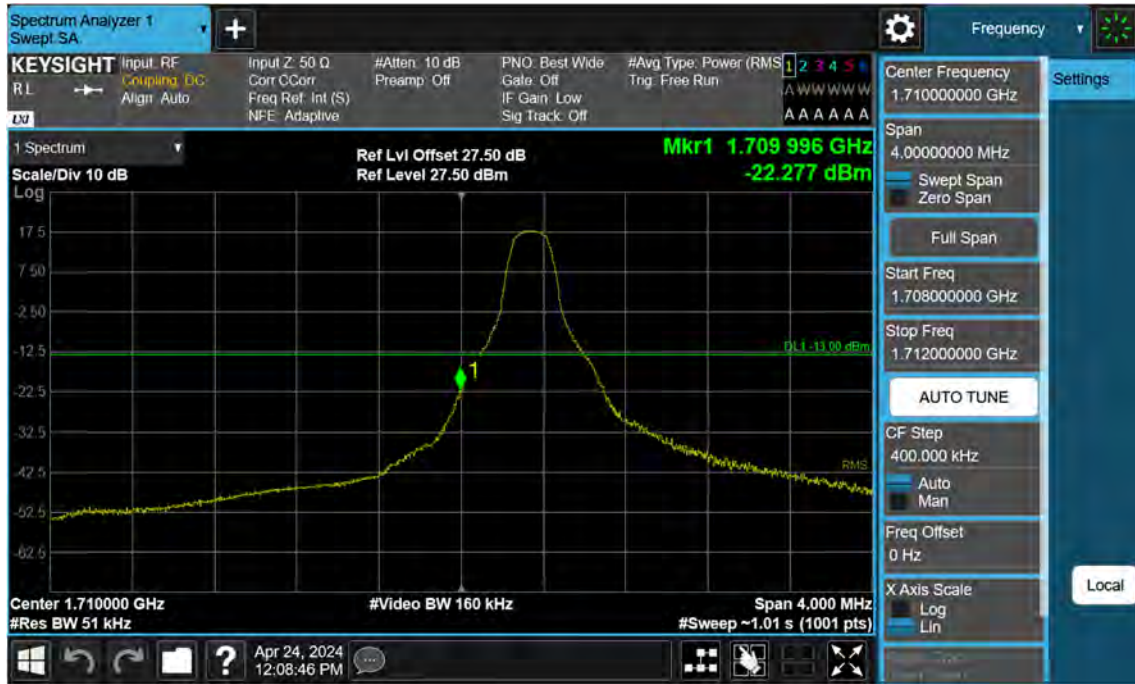 Spectrum Analyzer 1
Swept SA
Frequency
KEYSIGHT
RL
LXI
Input: RF
Coupling: DC
Align: Auto
Input Z: 50 Ω
Corr CCorr
Freq Ref: Int (S)
NFE: Adaptive
#Atten: 10 dB
Preamp: Off
PNO: Best Wide
Gate: Off
IF Gain: Low
Sig Track: Off
#Avg Type: Power (RMS
Trig: Free Run
1 2 3 4 5 6
A W W W W W
A A A A A A
1 Spectrum
Scale/Div 10 dB
Ref Lvl Offset 27.50 dB
Ref Level 27.50 dBm
Mkr1 1.709 996 GHz
-22.277 dBm
Log
17.5
7.50
-2.50
-12.5
-22.5
-32.5
-42.5
-52.5
-62.5
DL1 -13.00 dBm
1
RMS
Center 1.710000 GHz
#Res BW 51 kHz
#Video BW 160 kHz
Span 4.000 MHz
#Sweep ~1.01 s (1001 pts)
Apr 24, 2024
12:08:46 PM
Center Frequency
1.710000000 GHz
Span
4.00000000 MHz
Swept Span
Zero Span
Full Span
Start Freq
1.708000000 GHz
Stop Freq
1.712000000 GHz
AUTO TUNE
CF Step
400.000 kHz
Auto
Man
Freq Offset
0 Hz
X Axis Scale
Log
Lin
Settings
Local